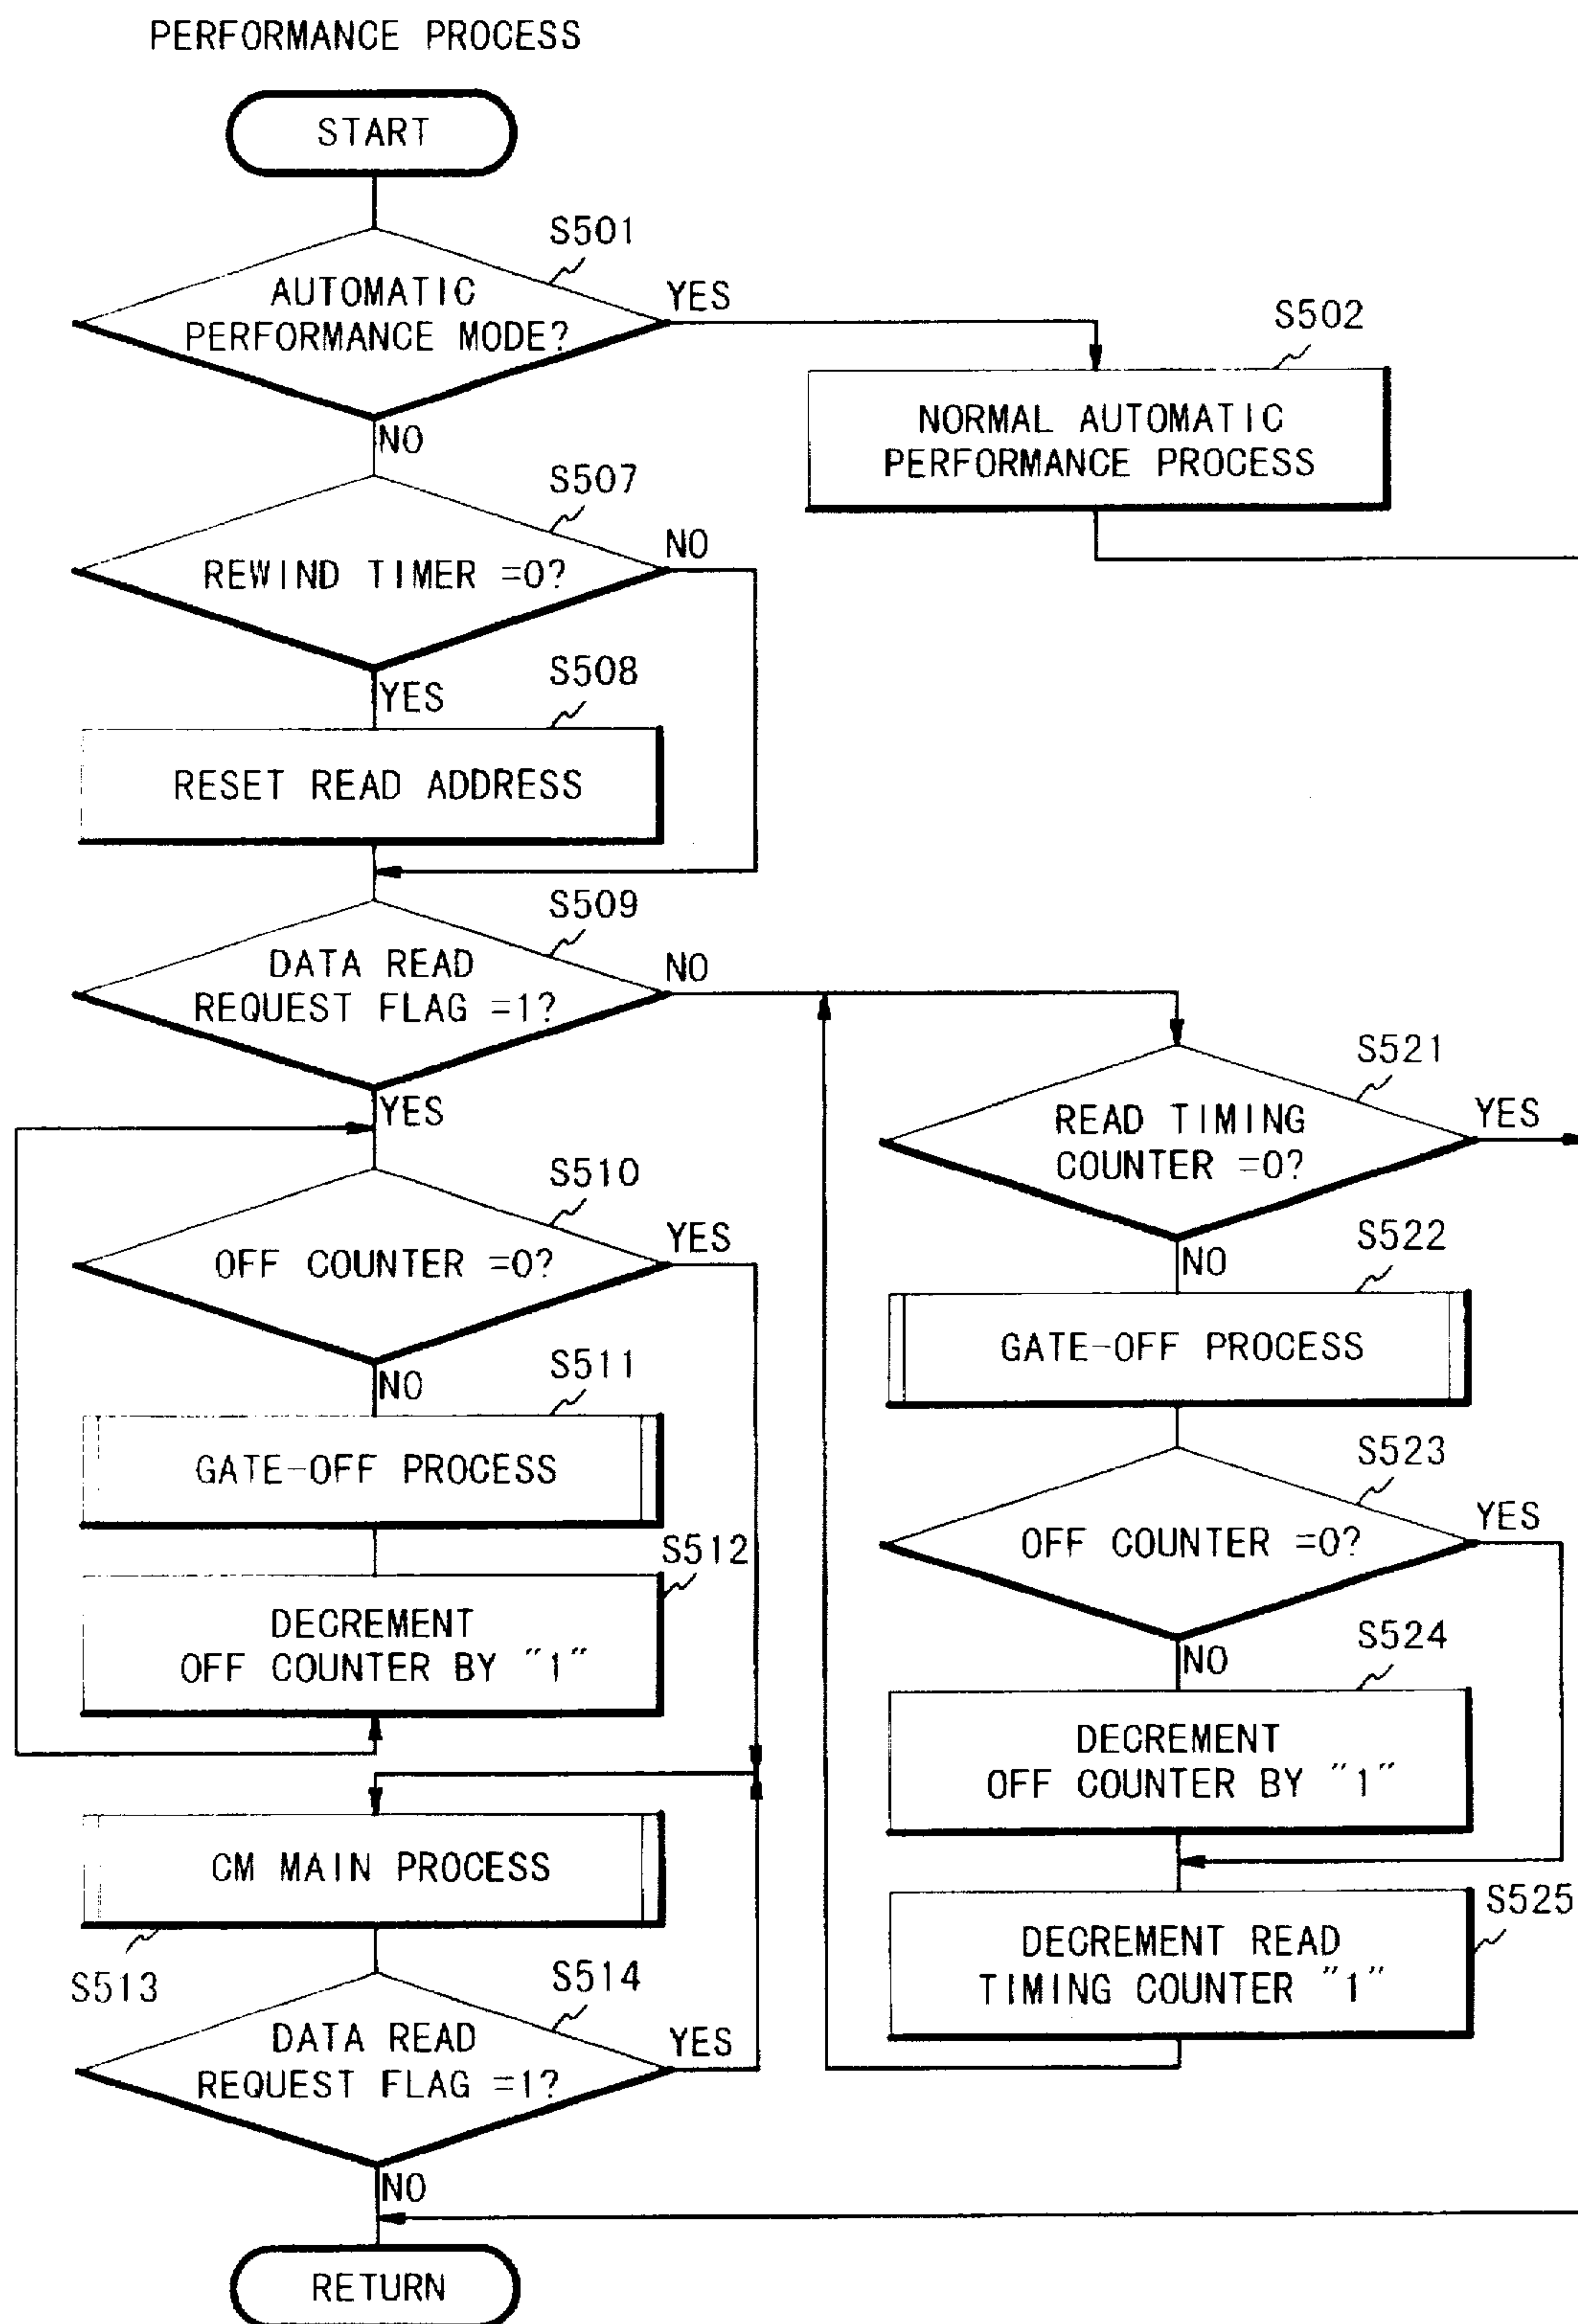 PERFORMANCE PROCESS
START
S501
AUTOMATIC
PERFORMANCE MODE?
YES
NO
S502
NORMAL AUTOMATIC
PERFORMANCE PROCESS
S507
REWIND TIMER =0?
NO
YES
S508
RESET READ ADDRESS
S509
DATA READ
REQUEST FLAG =1?
NO
YES
S510
OFF COUNTER =0?
YES
NO
S511
GATE-OFF PROCESS
S512
DECREMENT
OFF COUNTER BY "1"
CM MAIN PROCESS
S513
S514
DATA READ
REQUEST FLAG =1?
YES
NO
RETURN
S521
READ TIMING
COUNTER =0?
YES
NO
S522
GATE-OFF PROCESS
S523
OFF COUNTER =0?
YES
NO
S524
DECREMENT
OFF COUNTER BY "1"
S525
DECREMENT READ
TIMING COUNTER "1"